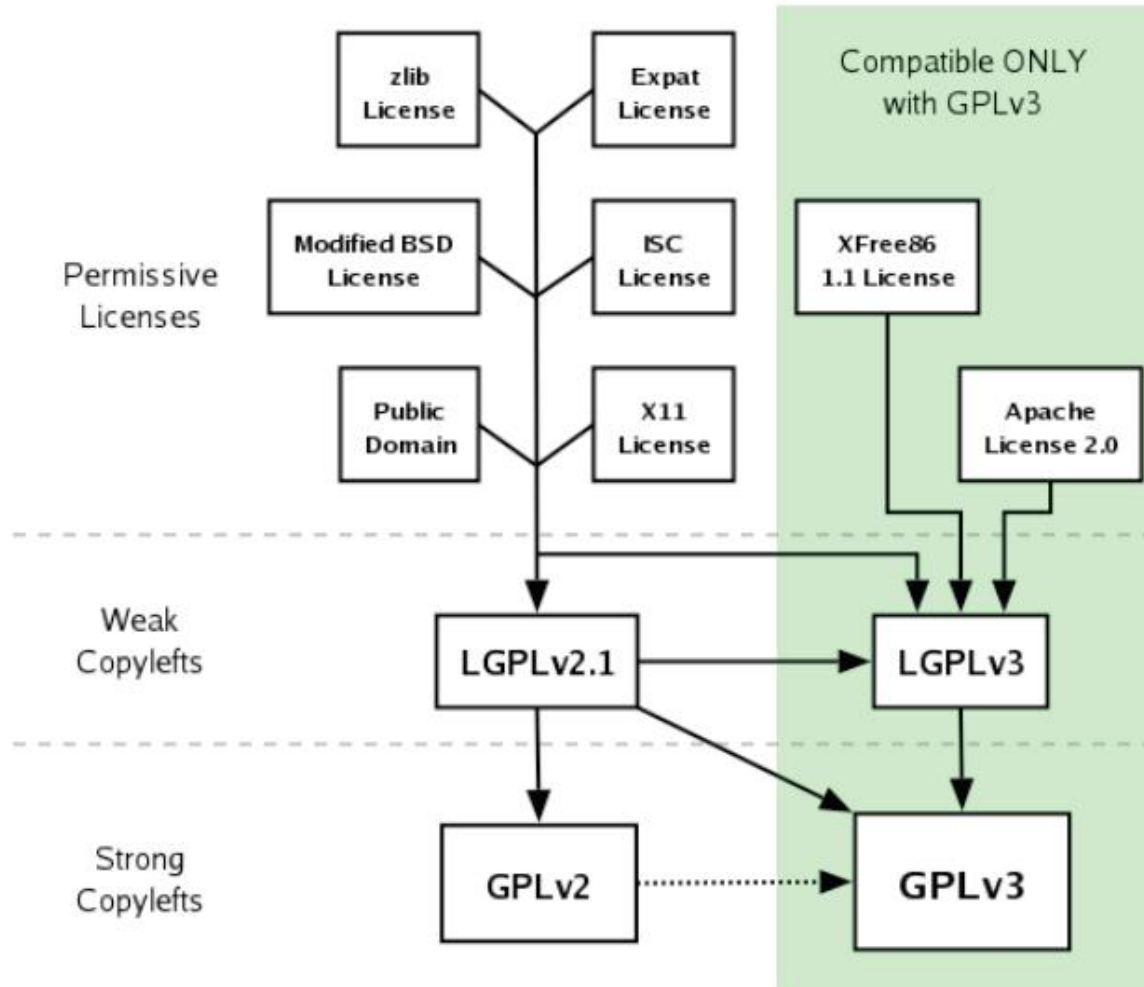 zlib
License
Expat
License
Compatible ONLY
with GPLv3
Permissive
Licenses
Modified BSD
License
ISC
License
XFree86
1.1 License
Public
Domain
X11
License
Apache
License 2.0
Weak
Copylefts
LGPLv2.1
LGPLv3
Strong
Copylefts
GPLv2
GPLv3